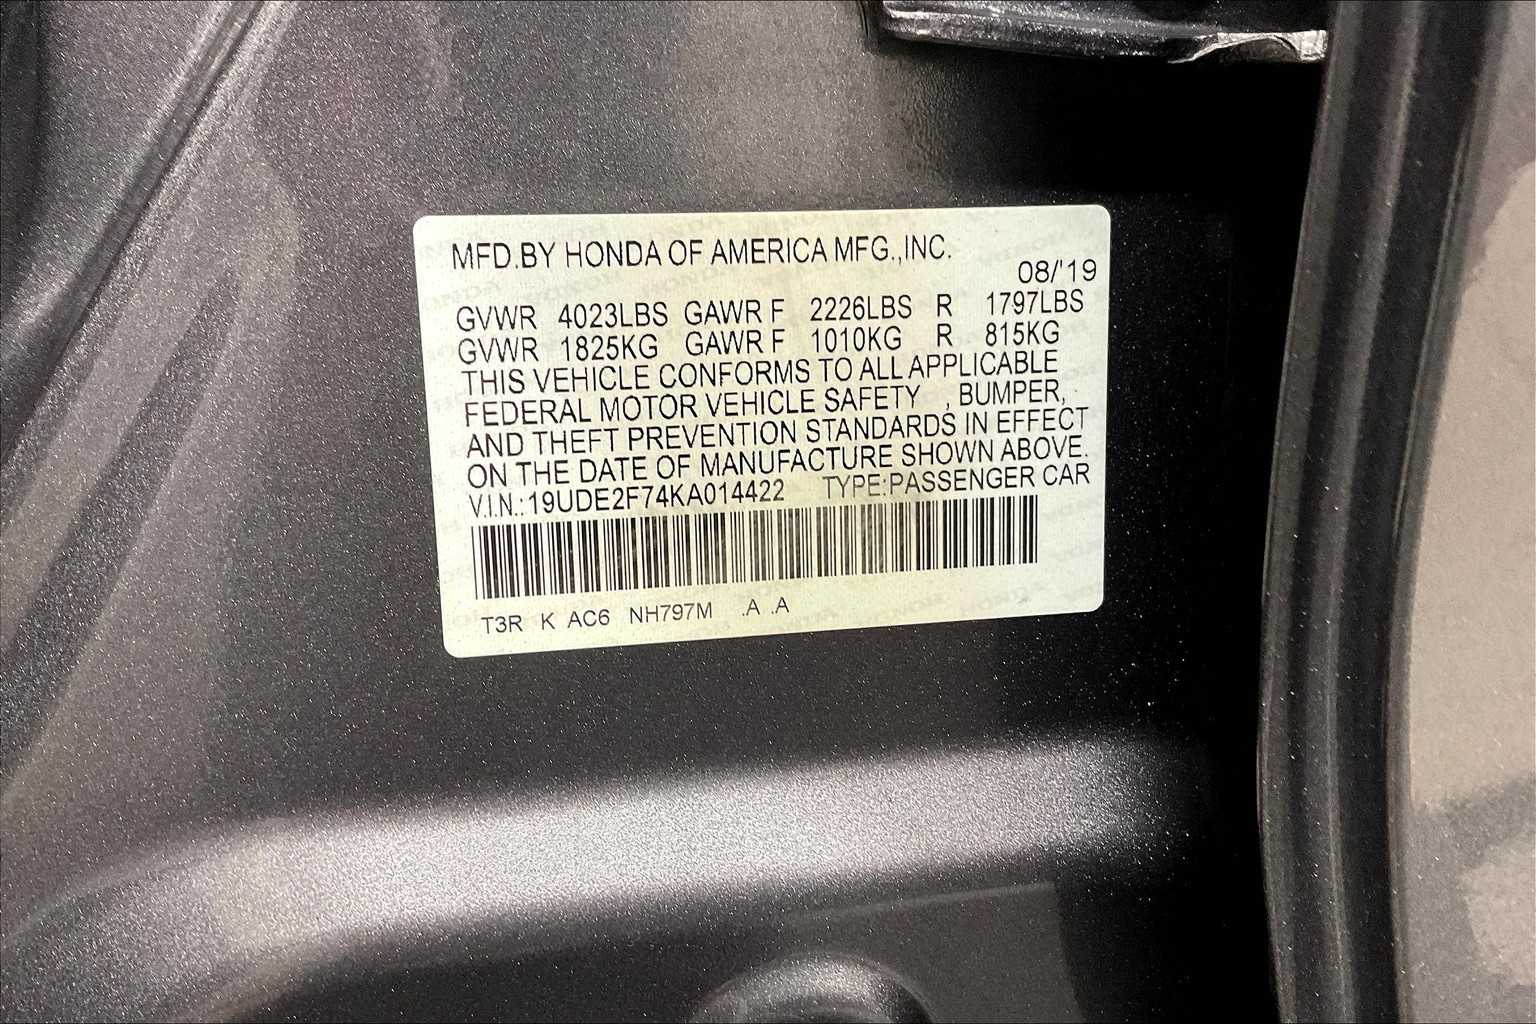 MFD.BY HONDA OF AMERICA MFG.,INC.
08/'19
GVWR 4023LBS GAWR F 2226LBS R 1797LBS
GVWR 1825KG GAWR F 1010KG R 815KG
THIS VEHICLE CONFORMS TO ALL APPLICABLE
FEDERAL MOTOR VEHICLE SAFETY , BUMPER,
AND THEFT PREVENTION STANDARDS IN EFFECT
ON THE DATE OF MANUFACTURE SHOWN ABOVE.
V.I.N.:19UDE2F74KA014422 TYPE:PASSENGER CAR
T3R K AC6 NH797M .A .A